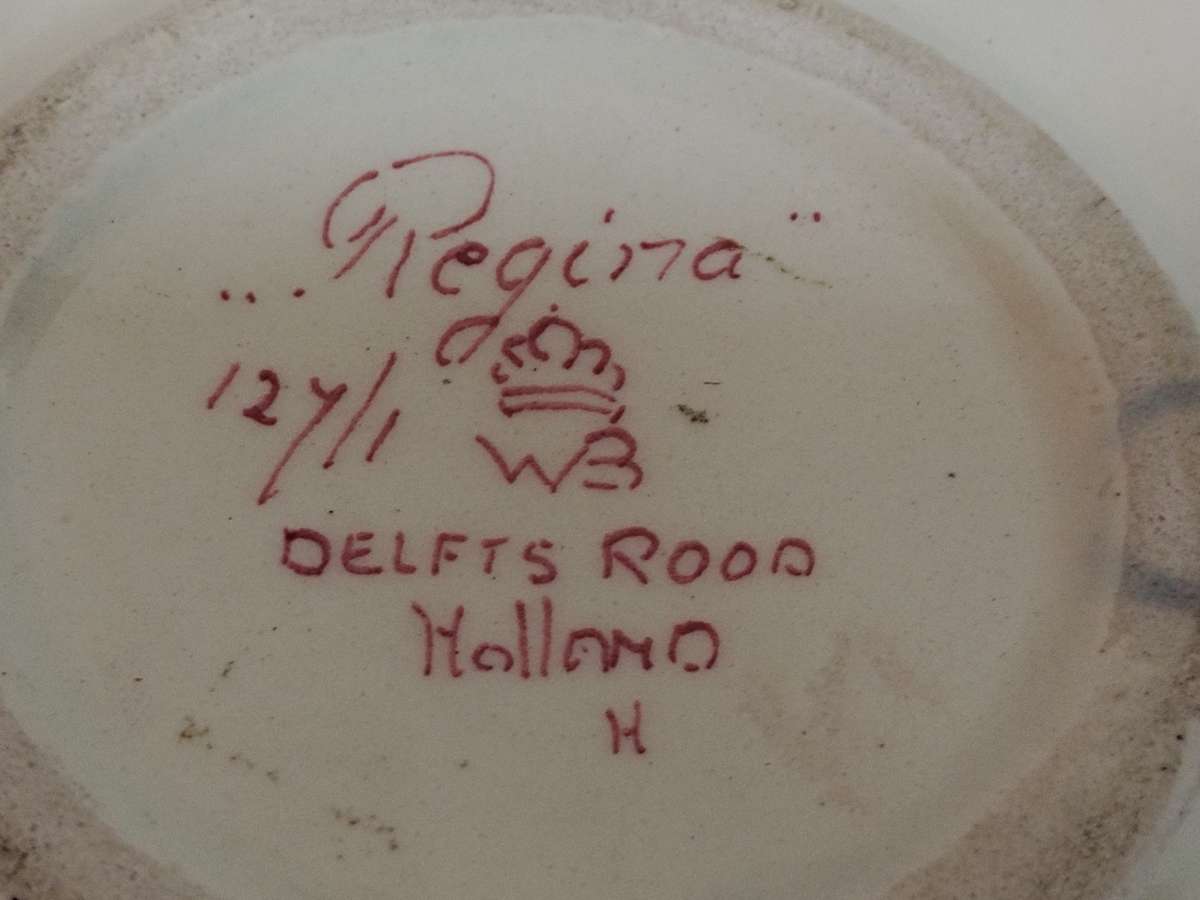 „Regina"
127/1
WB
DELFTS ROOD
Holland
H